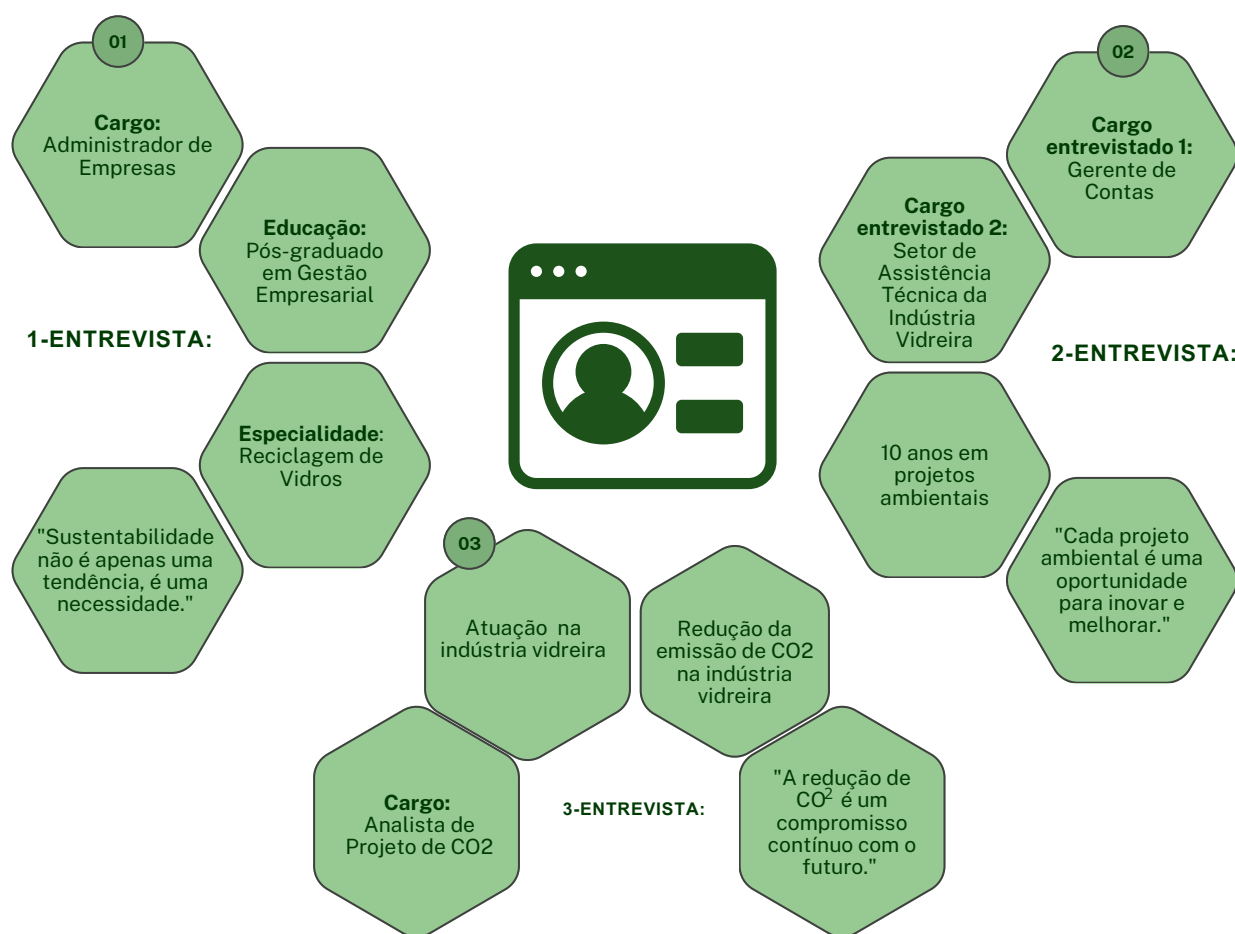 01
Cargo:
Administrador de
Empresas
Educação:
Pós-graduado
em Gestão
Empresarial
1-ENTREVISTA:
Especialidade:
Reciclagem de
Vidros
"Sustentabilidade
não é apenas uma
tendência, é uma
necessidade."
02
Cargo
entrevistado 1:
Gerente de
Contas
Cargo
entrevistado 2:
Setor de
Assistência
Técnica da
Indústria
Vidreira
2-ENTREVISTA:
10 anos em
projetos
ambientais
"Cada projeto
ambiental é uma
oportunidade
para inovar e
melhorar."
03
Atuação na
indústria vidreira
Redução da
emissão de CO2
na indústria
vidreira
Cargo:
Analista de
Projeto de CO2
3-ENTREVISTA:
"A redução de
CO² é um
compromisso
contínuo com o
futuro."